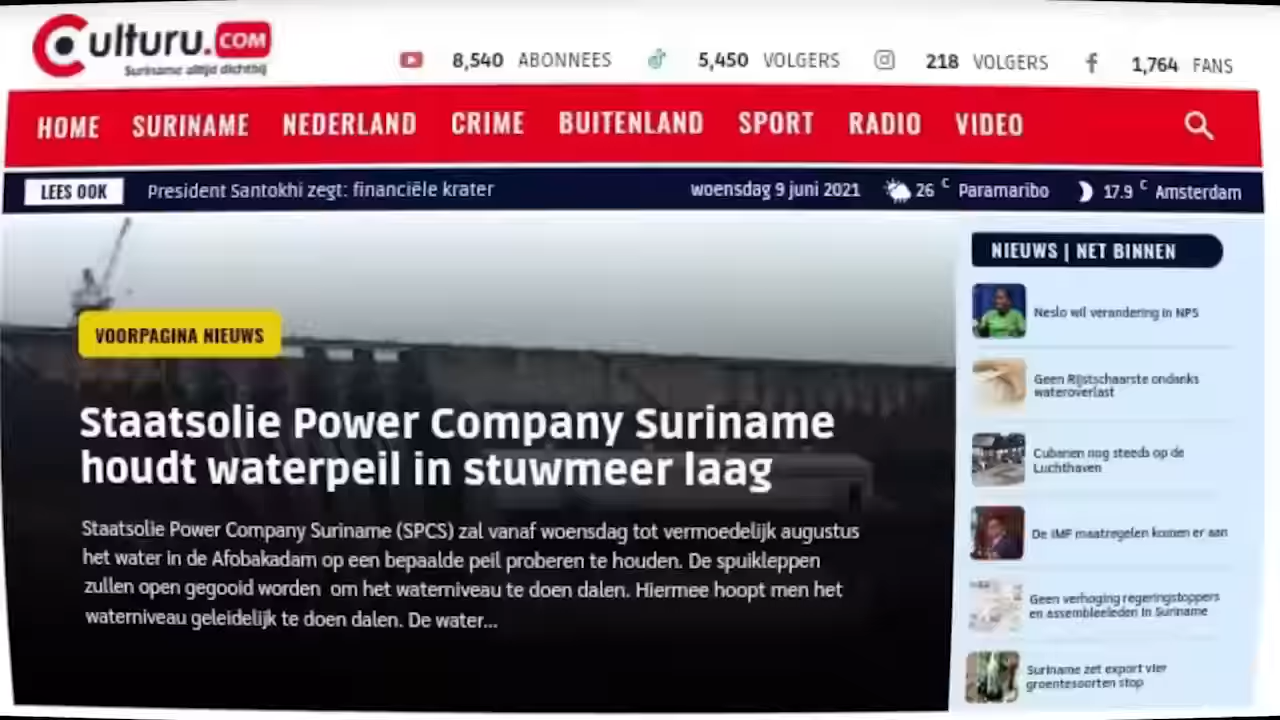 Culturu.COM
Suriname altijd dichtbij
8,540 ABONNEES 5,450 VOLGERS 218 VOLGERS 1,764 FANS
HOME SURINAME NEDERLAND CRIME BUITENLAND SPORT RADIO VIDEO
LEES OOK President Santokhi zegt: financiële krater woensdag 9 juni 2021 26 C Paramaribo 17.9 C Amsterdam
VOORPAGINA NIEUWS
Staatsolie Power Company Suriname
houdt waterpeil in stuwmeer laag
Staatsolie Power Company Suriname (SPCS) zal vanaf woensdag tot vermoedelijk augustus
het water in de Afobakadam op een bepaalde peil proberen te houden. De spuikleppen
zullen open gegooid worden om het waterniveau te doen dalen. Hiermee hoopt men het
waterniveau geleidelijk te doen dalen. De water...
NIEUWS | NET BINNEN
Neslo wil verandering in NPS
Geen Rijstschaarste ondanks
wateroverlast
Cubanen nog steeds op de
Luchthaven
De IMF maatregelen komen er aan
Geen verhoging regeringstoppers
en assembleeleden in Suriname
Suriname zet export vier
groentesoorten stop